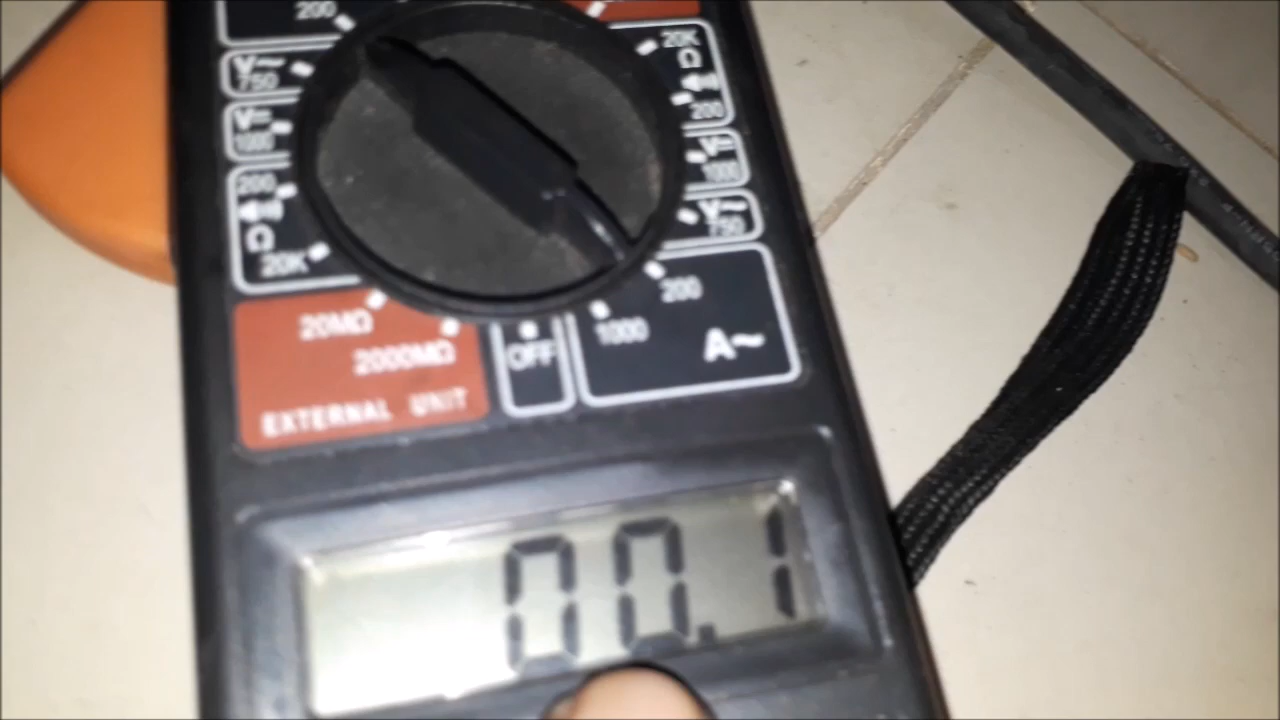 200
V~
750
V=
1000
200
Ω
20K
20MΩ
2000MΩ
EXTERNAL UNIT
OFF
20K
Ω
200
V=
1000
V~
750
200
1000
A~
00.1